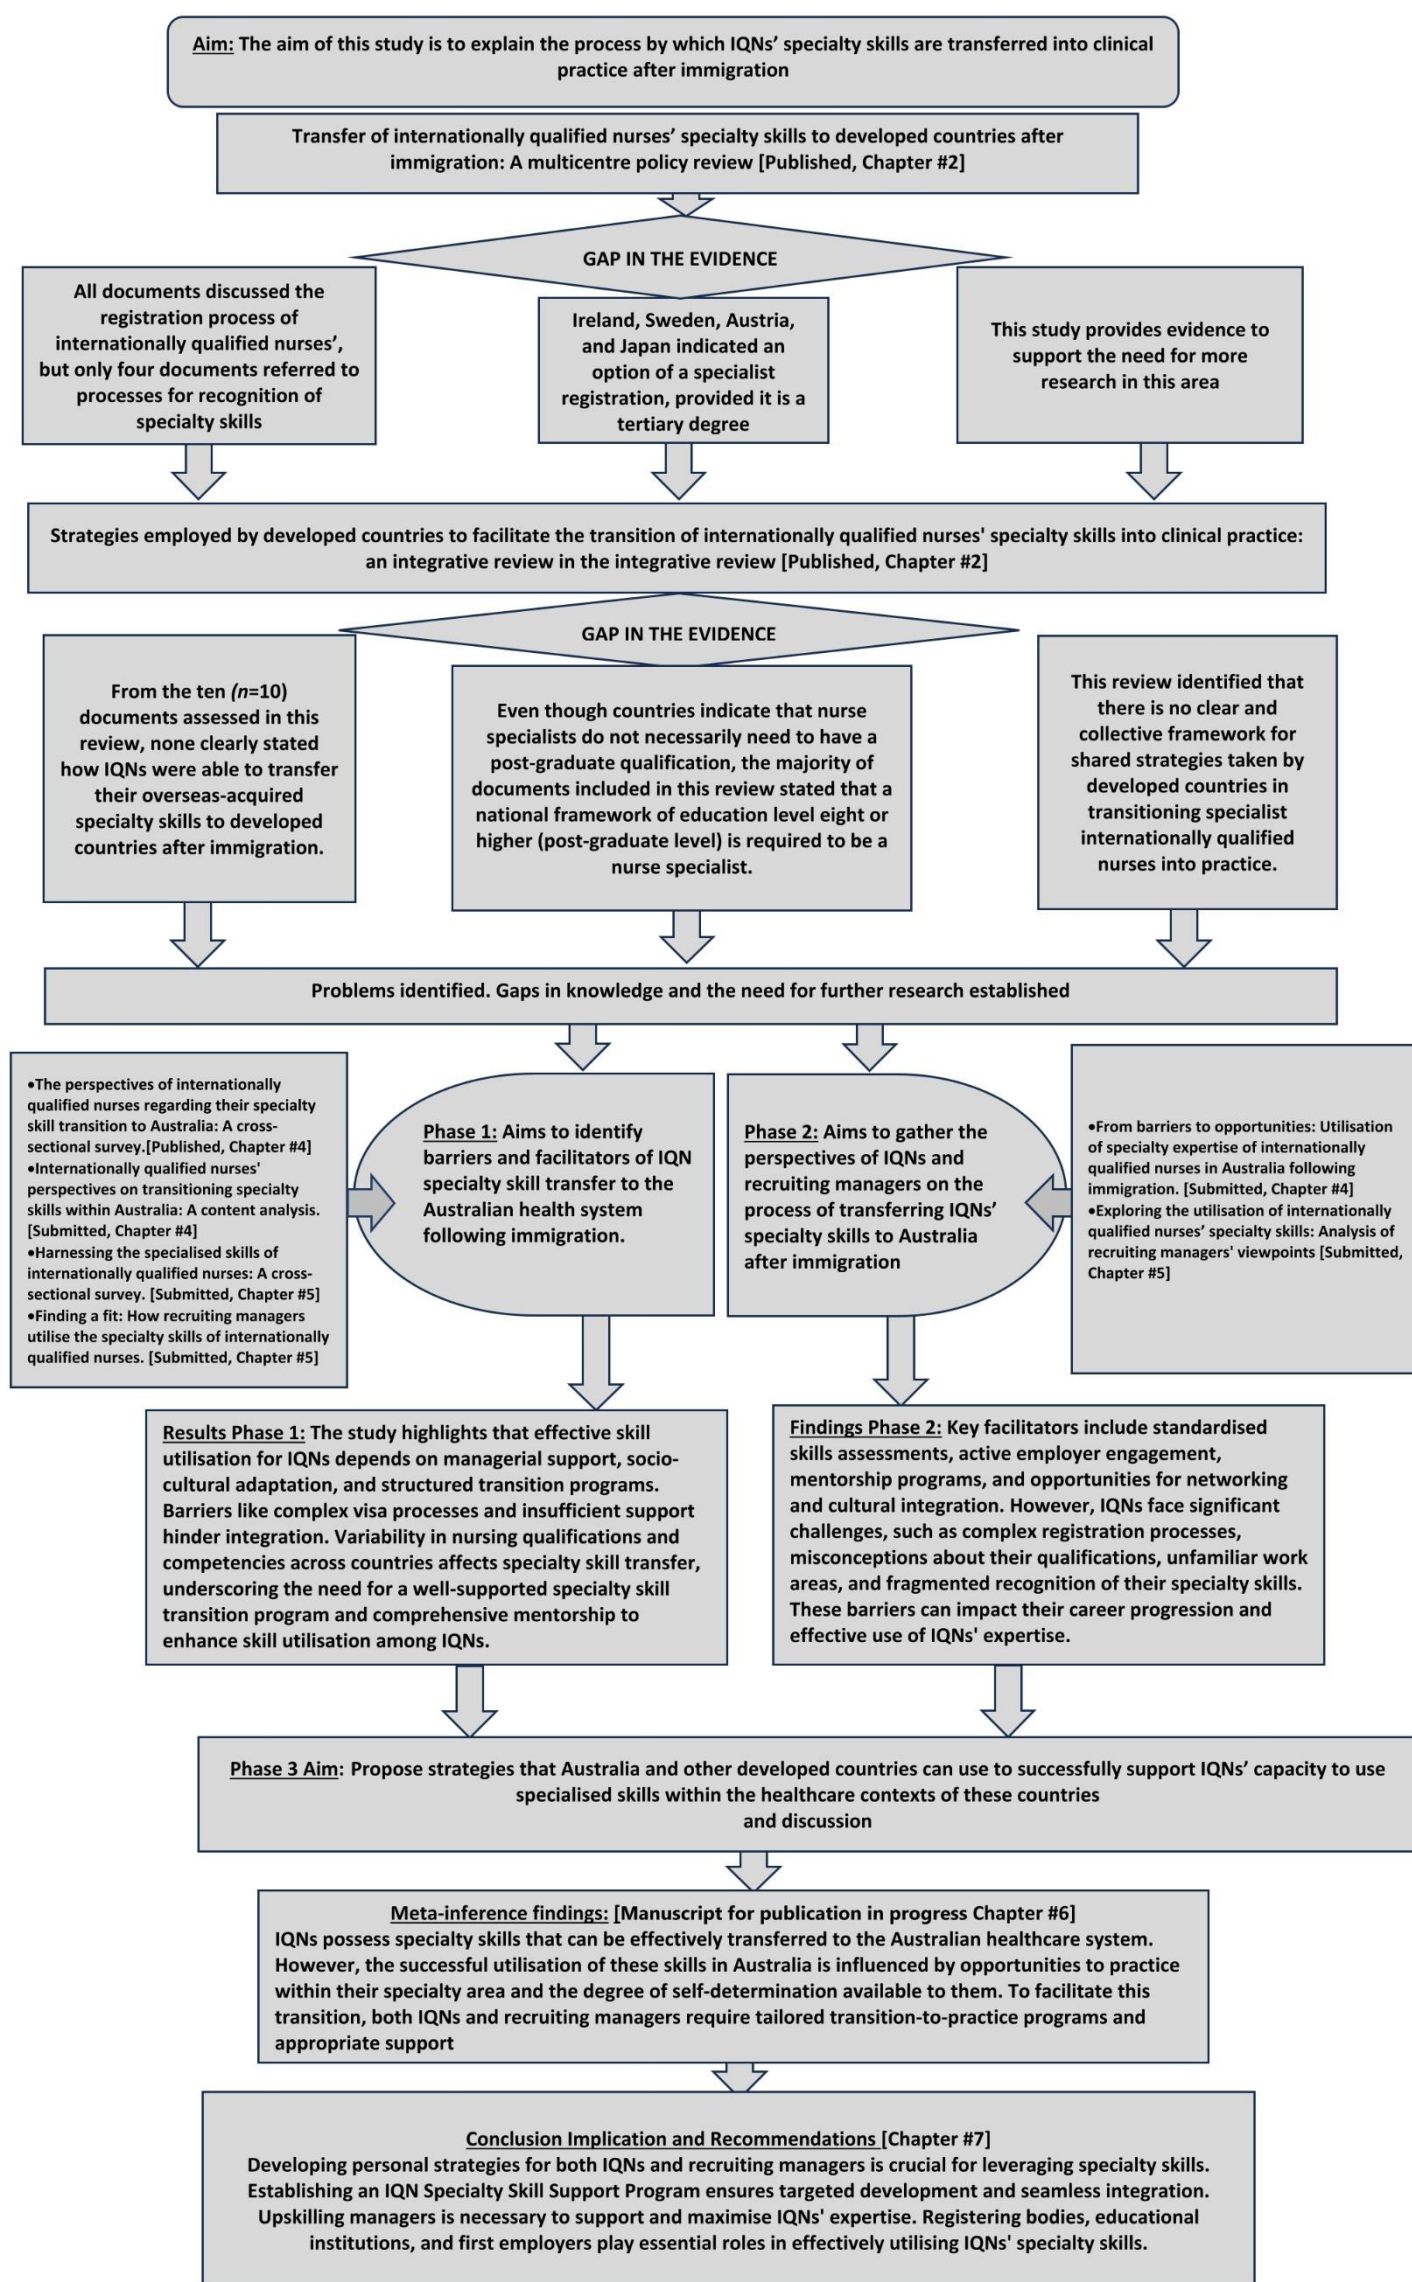 Aim: The aim of this study is to explain the process by which IQNs' specialty skills are transferred into clinical
practice after immigration
Transfer of internationally qualified nurses' specialty skills to developed countries after
immigration: A multicentre policy review [Published, Chapter #2]
GAP IN THE EVIDENCE
All documents discussed the
registration process of
internationally qualified nurses',
but only four documents referred to
processes for recognition of
specialty skills
Ireland, Sweden, Austria,
and Japan indicated an
option of a specialist
registration, provided it is a
tertiary degree
This study provides evidence to
support the need for more
research in this area
Strategies employed by developed countries to facilitate the transition of internationally qualified nurses' specialty skills into clinical practice:
an integrative review in the integrative review [Published, Chapter #2]
GAP IN THE EVIDENCE
From the ten (n=10)
documents assessed in this
review, none clearly stated
how IQNs were able to transfer
their overseas-acquired
specialty skills to developed
countries after immigration.
Even though countries indicate that nurse
specialists do not necessarily need to have a
post-graduate qualification, the majority of
documents included in this review stated that a
national framework of education level eight or
higher (post-graduate level) is required to be a
nurse specialist.
This review identified that
there is no clear and
collective framework for
shared strategies taken by
developed countries in
transitioning specialist
internationally qualified
nurses into practice.
Problems identified. Gaps in knowledge and the need for further research established
•The perspectives of internationally
qualified nurses regarding their specialty
skill transition to Australia: A cross-
sectional survey.[Published, Chapter #4]
•Internationally qualified nurses'
perspectives on transitioning specialty
skills within Australia: A content analysis.
[Submitted, Chapter #4]
•Harnessing the specialised skills of
internationally qualified nurses: A cross-
sectional survey. [Submitted, Chapter #5]
•Finding a fit: How recruiting managers
utilise the specialty skills of internationally
qualified nurses. [Submitted, Chapter #5]
Phase 1: Aims to identify
barriers and facilitators of IQN
specialty skill transfer to the
Australian health system
following immigration.
Phase 2: Aims to gather the
perspectives of IQNs and
recruiting managers on the
process of transferring IQNs'
specialty skills to Australia
after immigration
•From barriers to opportunities: Utilisation
of specialty expertise of internationally
qualified nurses in Australia following
immigration. [Submitted, Chapter #4]
•Exploring the utilisation of internationally
qualified nurses' specialty skills: Analysis of
recruiting managers' viewpoints [Submitted,
Chapter #5]
Results Phase 1: The study highlights that effective skill
utilisation for IQNs depends on managerial support, socio-
cultural adaptation, and structured transition programs.
Barriers like complex visa processes and insufficient support
hinder integration. Variability in nursing qualifications and
competencies across countries affects specialty skill transfer,
underscoring the need for a well-supported specialty skill
transition program and comprehensive mentorship to
enhance skill utilisation among IQNs.
Findings Phase 2: Key facilitators include standardised
skills assessments, active employer engagement,
mentorship programs, and opportunities for networking
and cultural integration. However, IQNs face significant
challenges, such as complex registration processes,
misconceptions about their qualifications, unfamiliar work
areas, and fragmented recognition of their specialty skills.
These barriers can impact their career progression and
effective use of IQNs' expertise.
Phase 3 Aim: Propose strategies that Australia and other developed countries can use to successfully support IQNs' capacity to use
specialised skills within the healthcare contexts of these countries
and discussion
Meta-inference findings: [Manuscript for publication in progress Chapter #6]
IQNs possess specialty skills that can be effectively transferred to the Australian healthcare system.
However, the successful utilisation of these skills in Australia is influenced by opportunities to practice
within their specialty area and the degree of self-determination available to them. To facilitate this
transition, both IQNs and recruiting managers require tailored transition-to-practice programs and
appropriate support
Conclusion Implication and Recommendations [Chapter #7]
Developing personal strategies for both IQNs and recruiting managers is crucial for leveraging specialty skills.
Establishing an IQN Specialty Skill Support Program ensures targeted development and seamless integration.
Upskilling managers is necessary to support and maximise IQNs' expertise. Registering bodies, educational
institutions, and first employers play essential roles in effectively utilising IQNs' specialty skills.